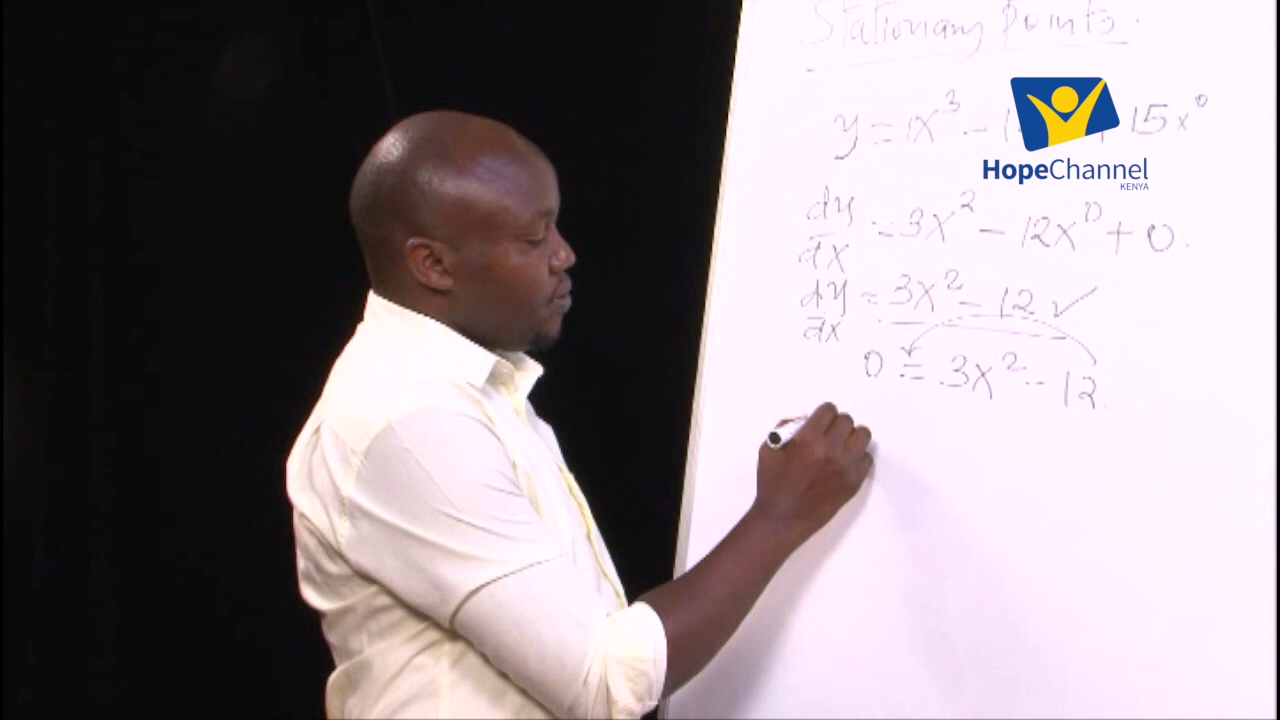 Stationary Points.
y = 1x³ - 1 + 15x⁰
HopeChannel
KENYA
dy/dx = 3x² - 12x⁰ + 0.
dy/dx = 3x² - 12 ✓
0 = 3x² - 12.